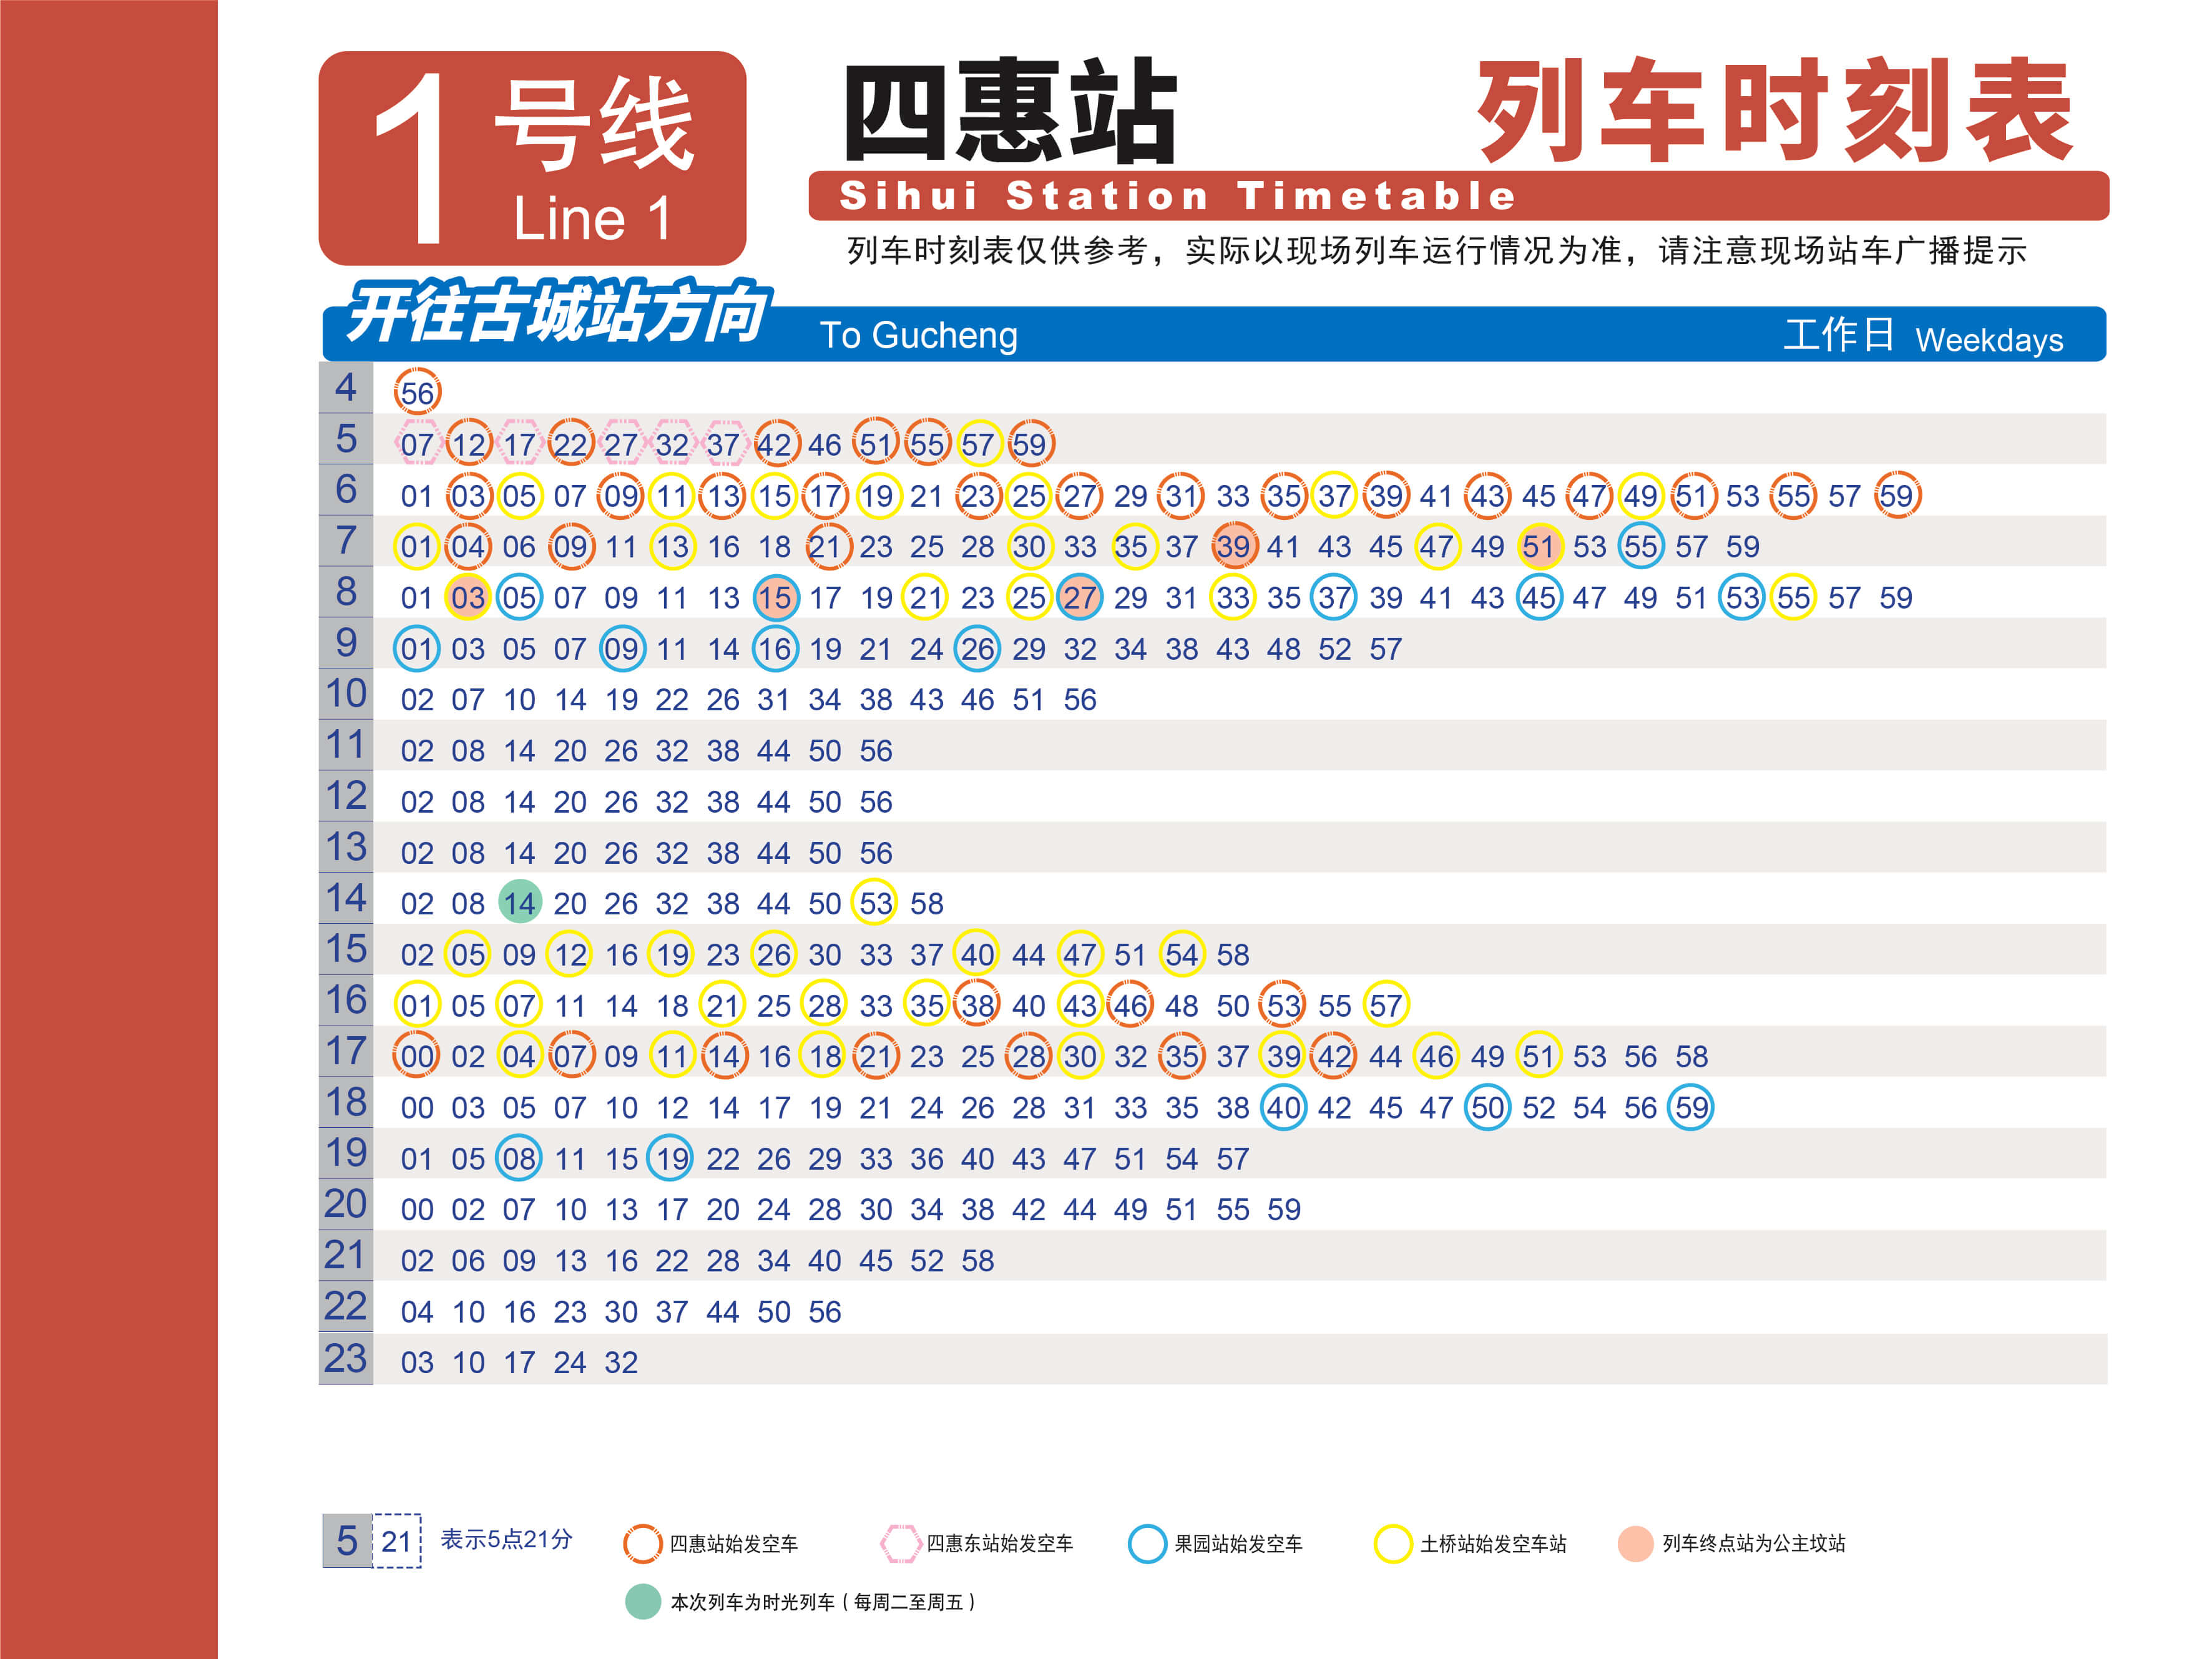 1 号线
Line 1
四惠站 列车时刻表
Sihui Station Timetable
列车时刻表仅供参考，实际以现场列车运行情况为准，请注意现场站车广播提示
开往古城站方向 To Gucheng 工作日 Weekdays
4 56
5 07 12 17 22 27 32 37 42 46 51 55 57 59
6 01 03 05 07 09 11 13 15 17 19 21 23 25 27 29 31 33 35 37 39 41 43 45 47 49 51 53 55 57 59
7 01 04 06 09 11 13 16 18 21 23 25 28 30 33 35 37 39 41 43 45 47 49 51 53 55 57 59
8 01 03 05 07 09 11 13 15 17 19 21 23 25 27 29 31 33 35 37 39 41 43 45 47 49 51 53 55 57 59
9 01 03 05 07 09 11 14 16 19 21 24 26 29 32 34 38 43 48 52 57
10 02 07 10 14 19 22 26 31 34 38 43 46 51 56
11 02 08 14 20 26 32 38 44 50 56
12 02 08 14 20 26 32 38 44 50 56
13 02 08 14 20 26 32 38 44 50 56
14 02 08 14 20 26 32 38 44 50 53 58
15 02 05 09 12 16 19 23 26 30 33 37 40 44 47 51 54 58
16 01 05 07 11 14 18 21 25 28 33 35 38 40 43 46 48 50 53 55 57
17 00 02 04 07 09 11 14 16 18 21 23 25 28 30 32 35 37 39 42 44 46 49 51 53 56 58
18 00 03 05 07 10 12 14 17 19 21 24 26 28 31 33 35 38 40 42 45 47 50 52 54 56 59
19 01 05 08 11 15 19 22 26 29 33 36 40 43 47 51 54 57
20 00 02 07 10 13 17 20 24 28 30 34 38 42 44 49 51 55 59
21 02 06 09 13 16 22 28 34 40 45 52 58
22 04 10 16 23 30 37 44 50 56
23 03 10 17 24 32
5 21 表示5点21分 四惠站始发空车 四惠东站始发空车 果园站始发空车 土桥站始发空车站 列车终点站为公主坟站
本次列车为时光列车（每周二至周五）